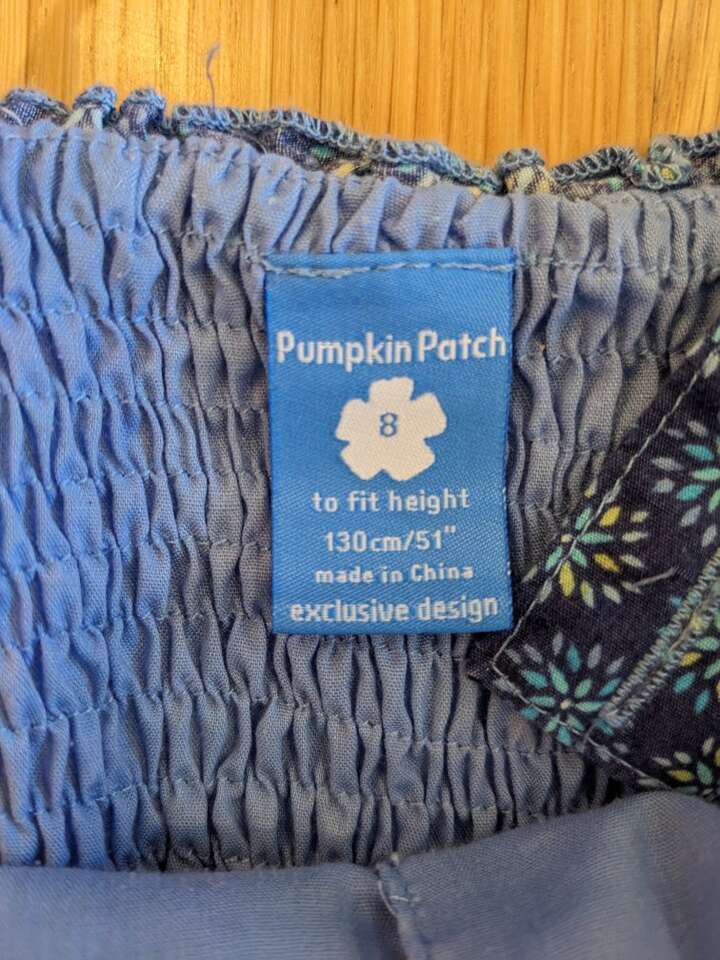 Pumpkin Patch
8
to fit height
130cm/51"
made in China
exclusive design